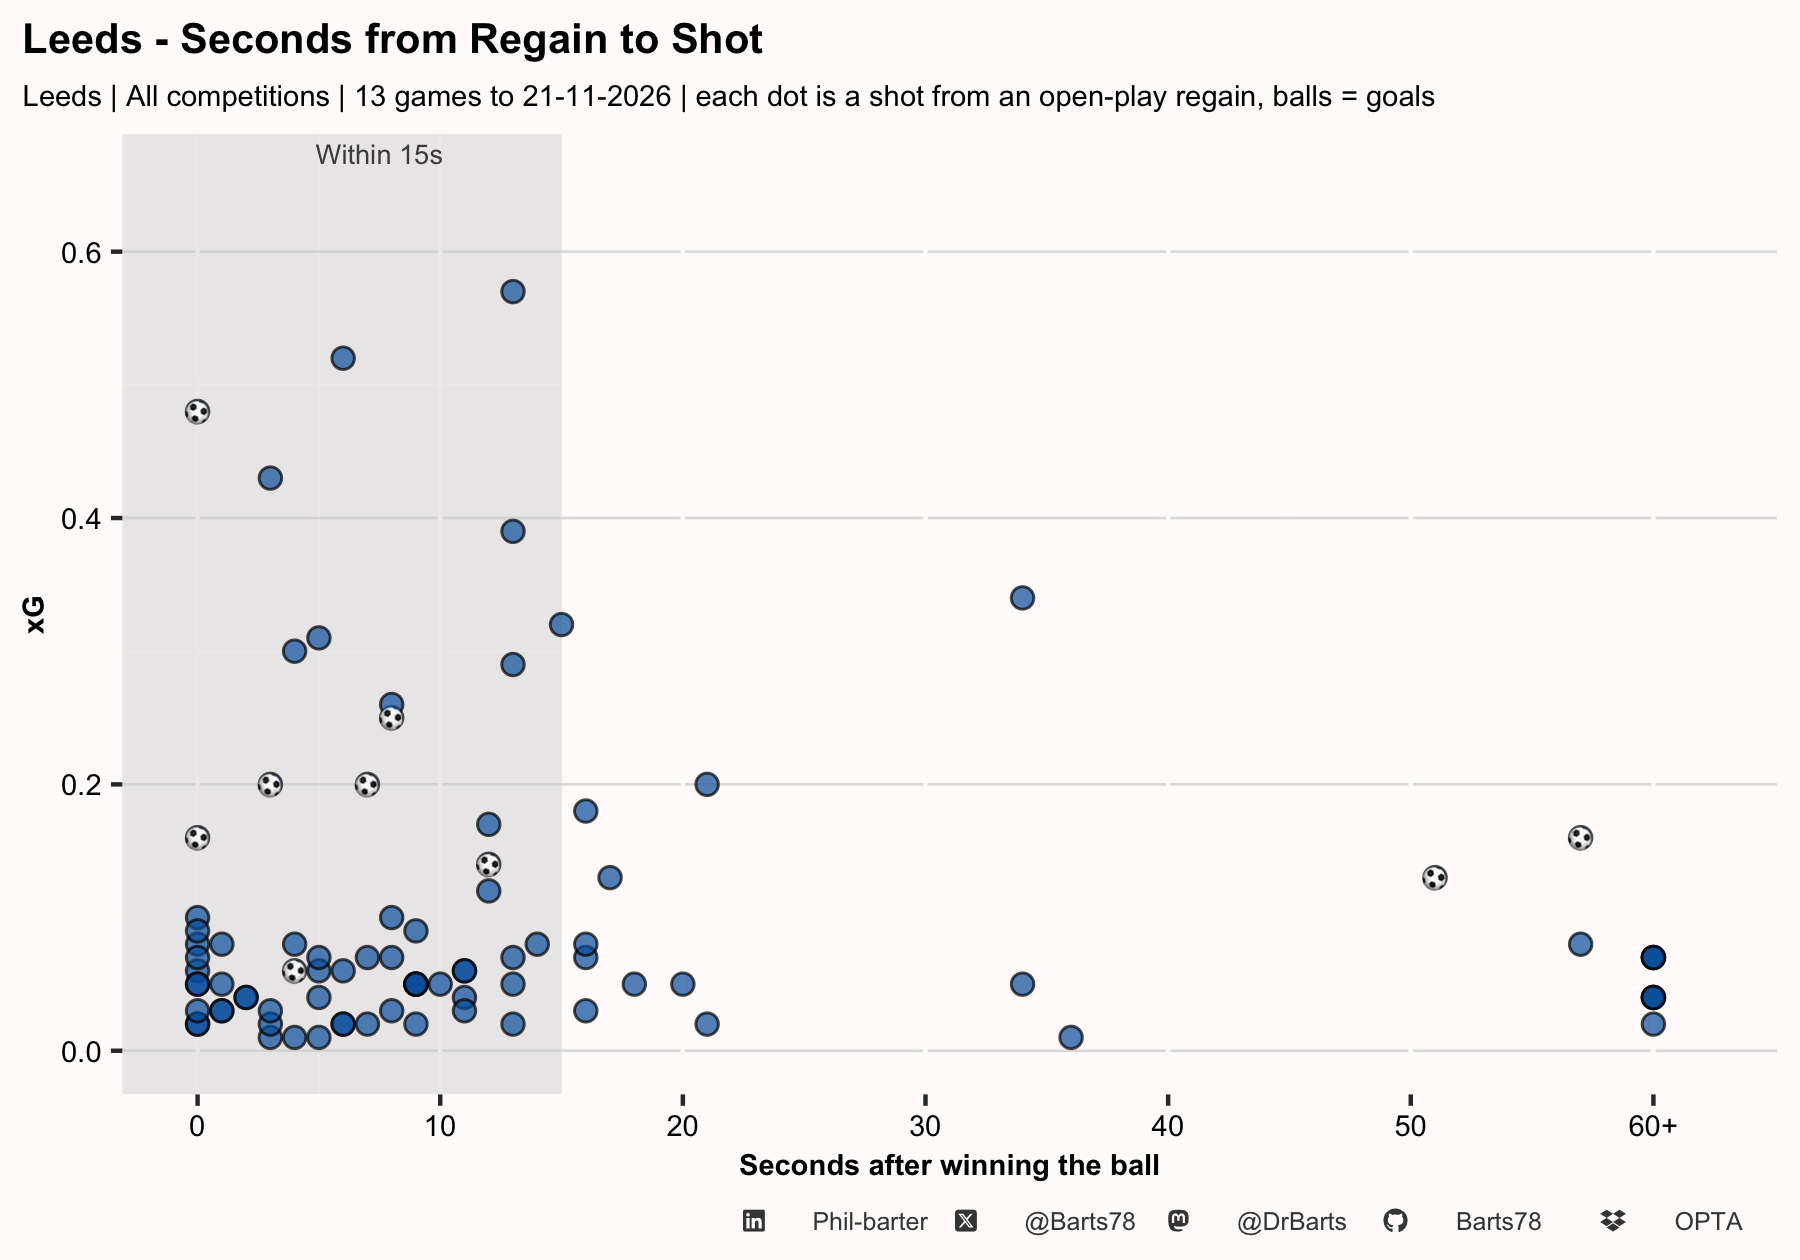 Leeds - Seconds from Regain to Shot
Leeds | All competitions | 13 games to 21-11-2026 | each dot is a shot from an open-play regain, balls = goals
Within 15s
0.6
0.4
0.2
0.0
xG
0 10 20 30 40 50 60+
Seconds after winning the ball
Phil-barter @Barts78 @DrBarts Barts78 OPTA